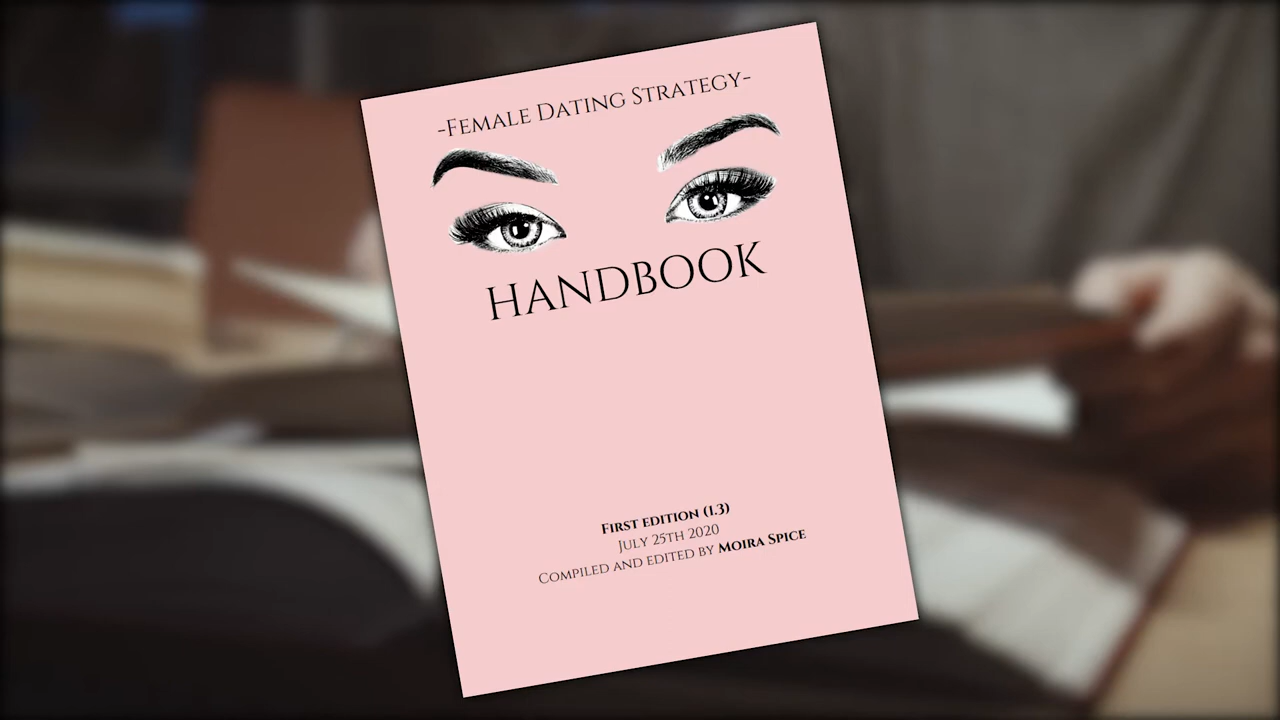 -Female Dating Strategy-
HANDBOOK
First edition (1.3)
July 25th 2020
Compiled and edited by Moira Spice